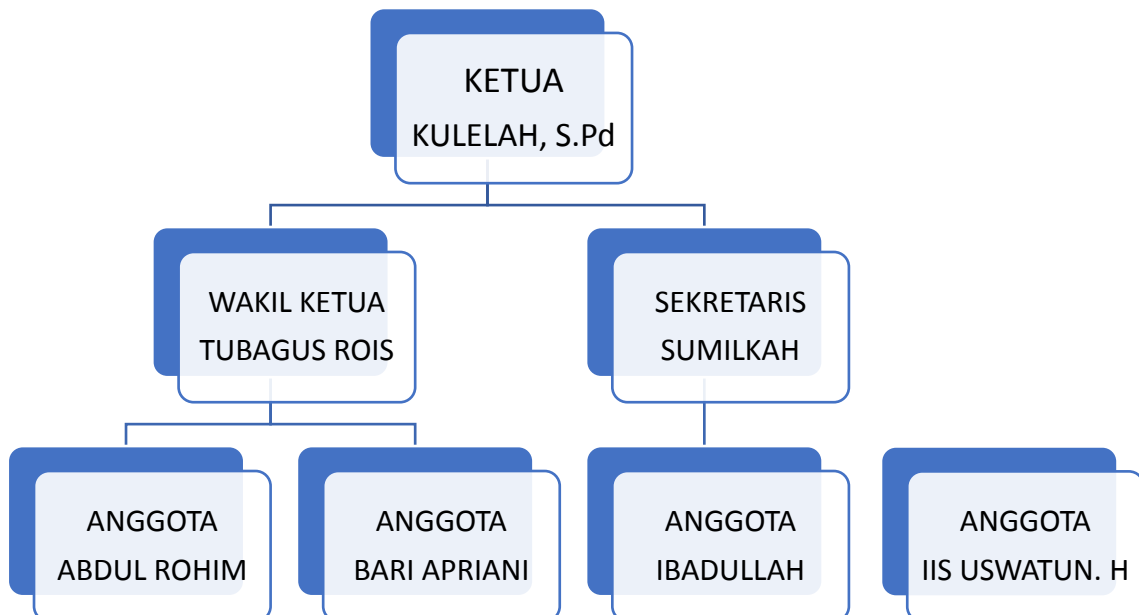 KETUA
KULELAH, S.Pd
WAKIL KETUA
TUBAGUS ROIS
SEKRETARIS
SUMILKAH
ANGGOTA
ABDUL ROHIM
ANGGOTA
BARI APRIANI
ANGGOTA
IBADULLAH
ANGGOTA
IIS USWATUN. H